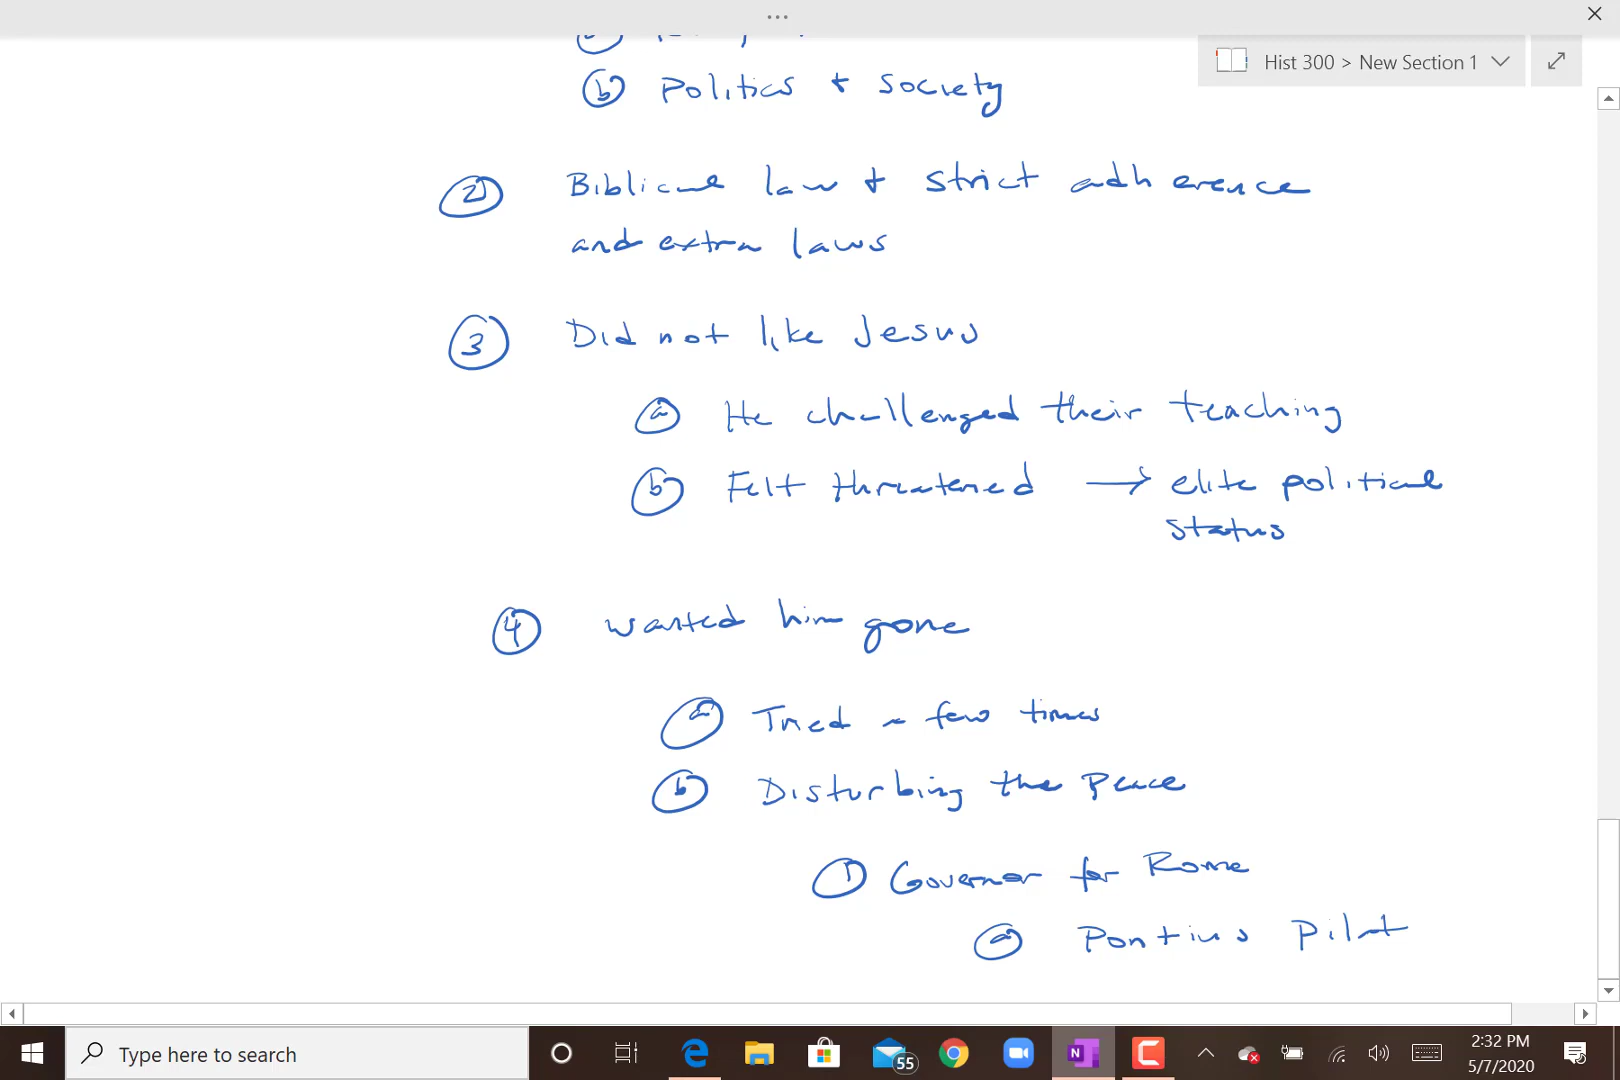 Hist 300 > New Section 1
ⓑ Politics + Society
② Biblical law + strict adherence
and extra laws
③ Did not like Jesus
ⓐ He challenged their teaching
ⓑ Felt threatened → elite political
status
④ wanted him gone
ⓐ Tried a few times
ⓑ Disturbing the Peace
① Governor for Rome
ⓐ Pontius Pilat
Type here to search
55
N
2:32 PM
5/7/2020